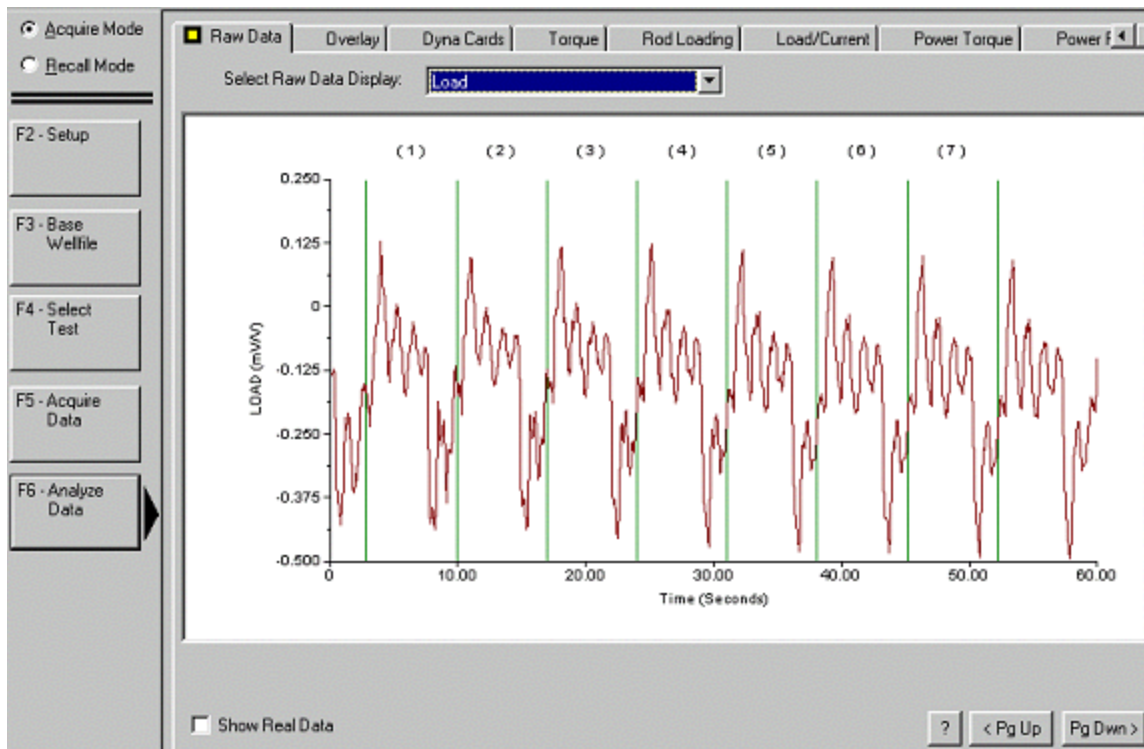 Acquire Mode
Recall Mode
F2 - Setup
F3 - Base
Wellfile
F4 - Select
Test
F5 - Acquire
Data
F6 - Analyze
Data
Raw Data Overlay Dyna Cards Torque Rod Loading Load/Current Power Torque Power
Select Raw Data Display: Load
(1) (2) (3) (4) (5) (6) (7)
0.250
0.125
0
-0.125
-0.250
-0.375
-0.500
LOAD (mV/V)
0 10.00 20.00 30.00 40.00 50.00 60.00
Time (Seconds)
Show Real Data
? < Pg Up Pg Dwn >